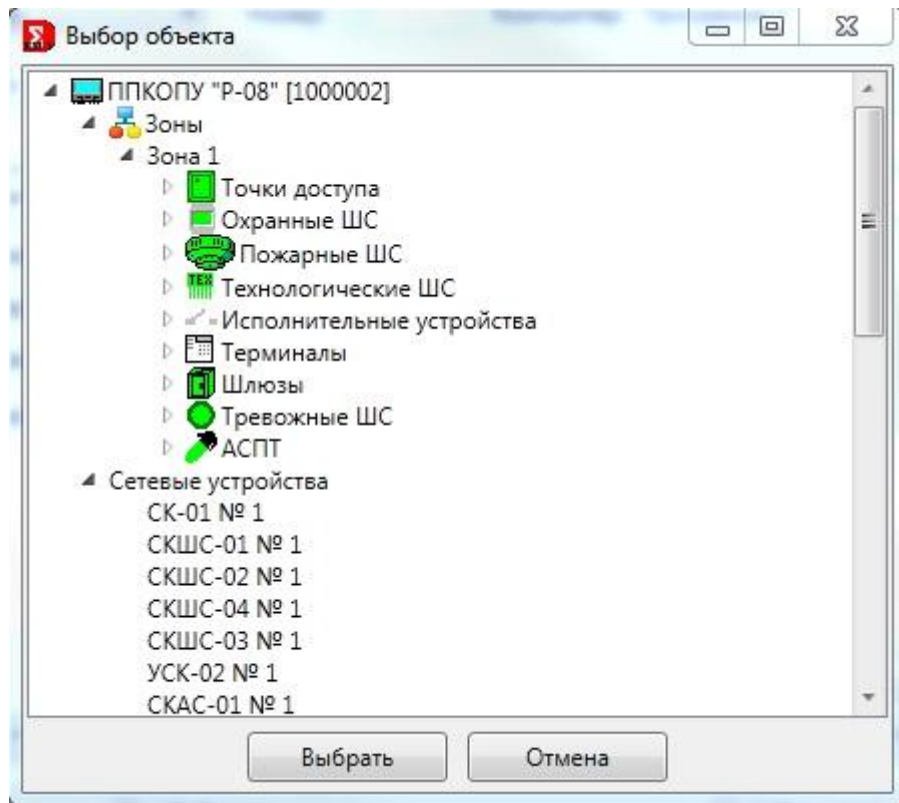 Выбор объекта
ППКОПУ "Р-08" [1000002]
Зоны
Зона 1
Точки доступа
Охранные ШС
Пожарные ШС
ТЕХ Технологические ШС
Исполнительные устройства
Терминалы
Шлюзы
Тревожные ШС
АСПТ
Сетевые устройства
СК-01 № 1
СКШС-01 № 1
СКШС-02 № 1
СКШС-04 № 1
СКШС-03 № 1
УСК-02 № 1
СКАС-01 № 1
Выбрать Отмена